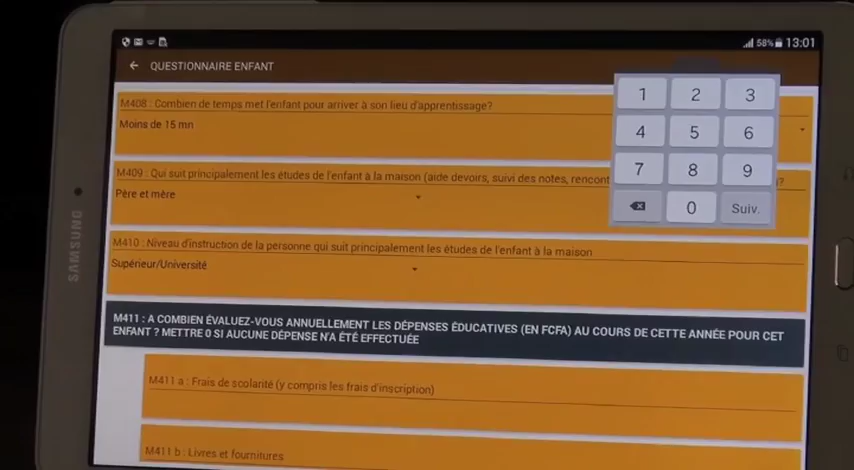 58% 13:01
QUESTIONNAIRE ENFANT
M408 : Combien de temps met l'enfant pour arriver à son lieu d'apprentissage?
Moins de 15 mn
M409 : Qui suit principalement les études de l'enfant à la maison (aide devoirs, suivi des notes, rencont
Père et mère
M410 : Niveau d'instruction de la personne qui suit principalement les études de l'enfant à la maison
Supérieur/Université
M411 : A COMBIEN ÉVALUEZ-VOUS ANNUELLEMENT LES DÉPENSES ÉDUCATIVES (EN FCFA) AU COURS DE CETTE ANNÉE POUR CET
ENFANT ? METTRE 0 SI AUCUNE DÉPENSE N'A ÉTÉ EFFECTUÉE
M411 a : Frais de scolarité (y compris les frais d'inscription)
M411 b : Livres et fournitures
1 2 3
4 5 6
7 8 9
0 Suiv.
SAMSUNG